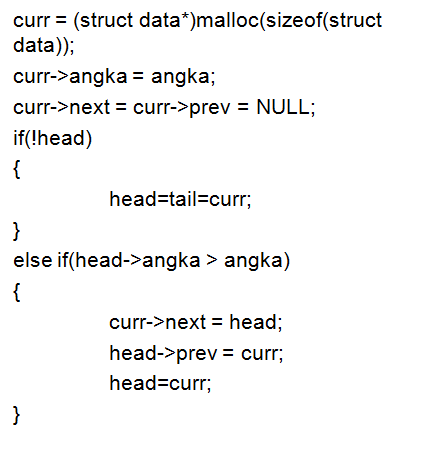 curr = (struct data*)malloc(sizeof(struct
data));
curr->angka = angka;
curr->next = curr->prev = NULL;
if(!head)
{
head=tail=curr;
}
else if(head->angka > angka)
{
curr->next = head;
head->prev = curr;
head=curr;
}